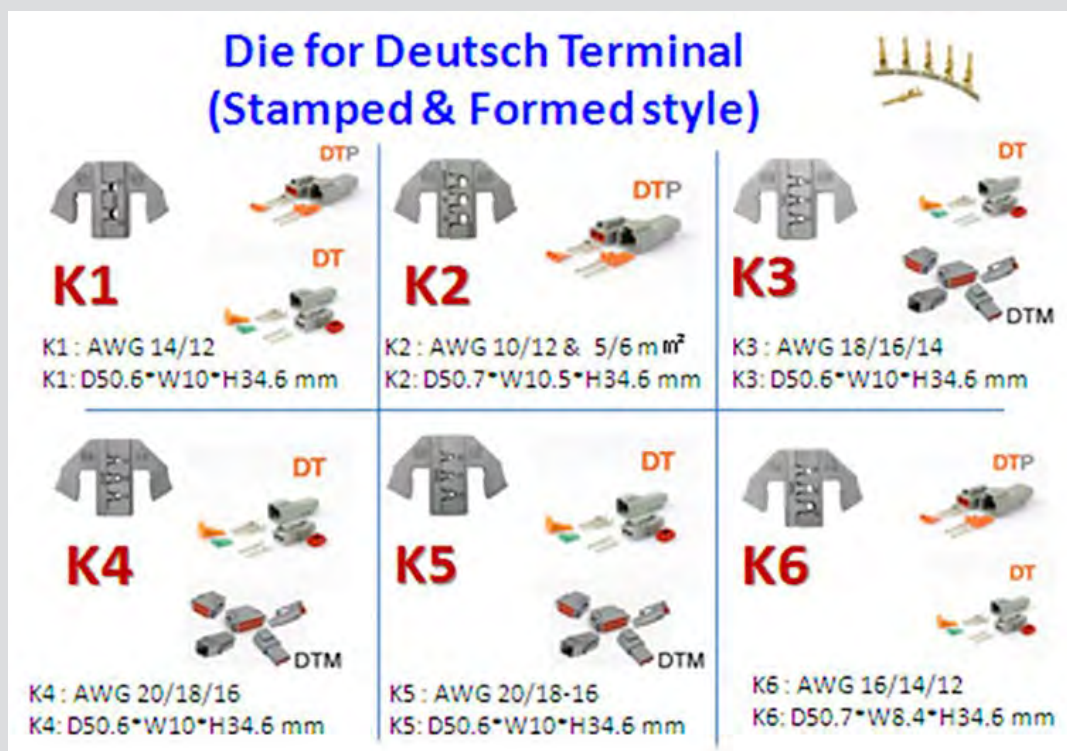 Die for Deutsch Terminal
(Stamped & Formed style)
DTP
DT
K1
K1 : AWG 14/12
K1: D50.6*W10*H34.6 mm
DTP
K2
K2 : AWG 10/12 & 5/6 m㎡
K2: D50.7*W10.5*H34.6 mm
DT
K3
DTM
K3 : AWG 18/16/14
K3: D50.6*W10*H34.6 mm
DT
K4
DTM
K4 : AWG 20/18/16
K4: D50.6*W10*H34.6 mm
DT
K5
DTM
K5 : AWG 20/18-16
K5: D50.6*W10*H34.6 mm
DTP
K6
DT
K6 : AWG 16/14/12
K6: D50.7*W8.4*H34.6 mm